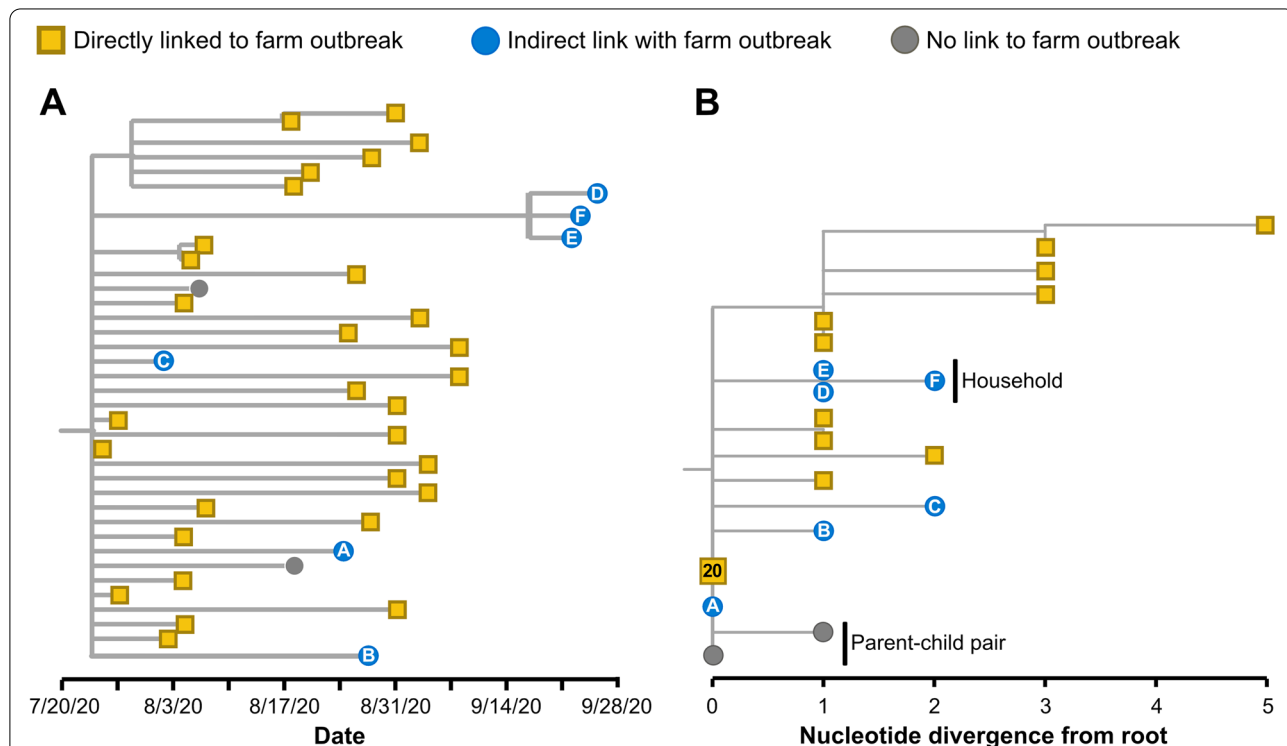 Directly linked to farm outbreak
Indirect link with farm outbreak
No link to farm outbreak
A
D
F
E
C
A
B
7/20/20 8/3/20 8/17/20 8/31/20 9/14/20 9/28/20
Date
B
E
D
F
Household
C
B
20
A
Parent-child pair
0 1 2 3 4 5
Nucleotide divergence from root